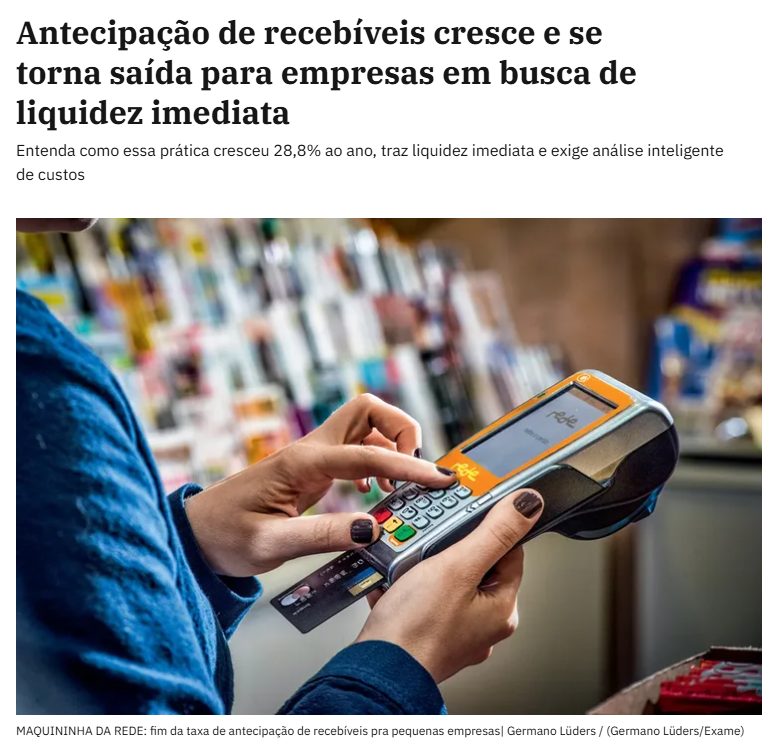 Antecipação de recebíveis cresce e se
torna saída para empresas em busca de
liquidez imediata
Entenda como essa prática cresceu 28,8% ao ano, traz liquidez imediata e exige análise inteligente
de custos
rede
rede
MAQUININHA DA REDE: fim da taxa de antecipação de recebíveis pra pequenas empresas| Germano Lüders / (Germano Lüders/Exame)